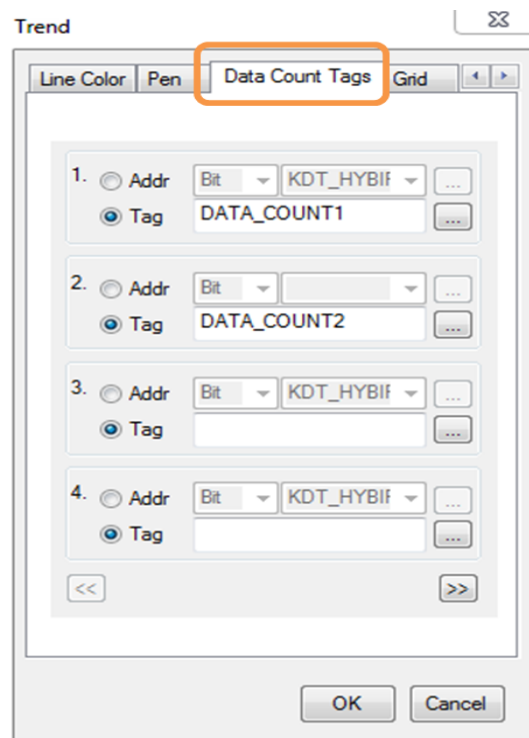 Trend
Line Color Pen Data Count Tags Grid
1. Addr Bit KDT_HYBIF ...
Tag DATA_COUNT1 ...
2. Addr Bit ...
Tag DATA_COUNT2 ...
3. Addr Bit KDT_HYBIF ...
Tag ...
4. Addr Bit KDT_HYBIF ...
Tag ...
<< >>
OK Cancel